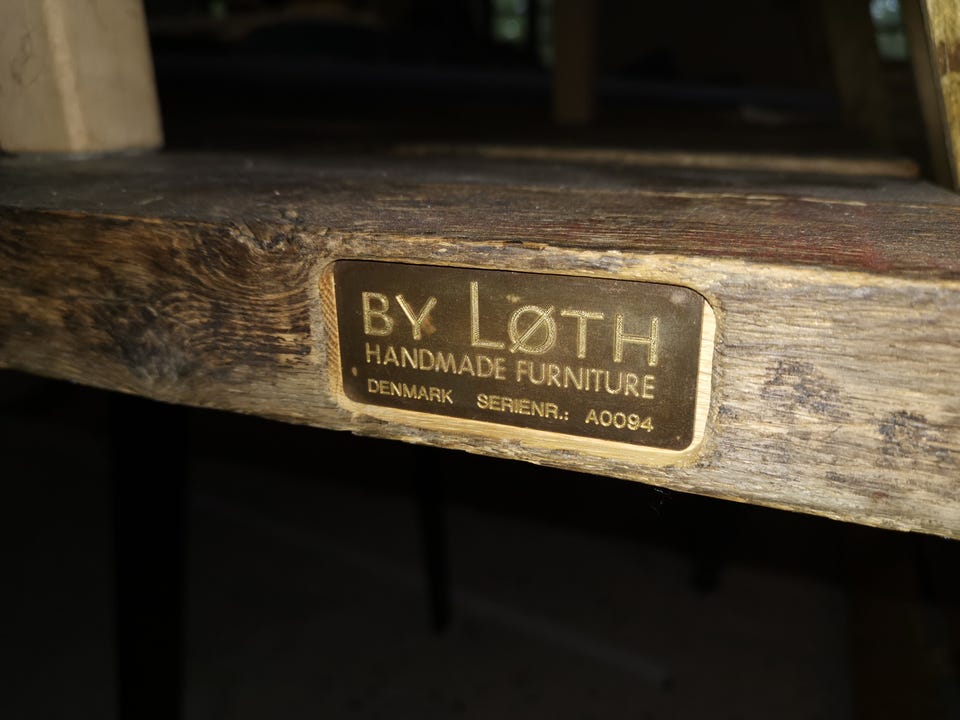 BY LØTH
HANDMADE FURNITURE
DENMARK SERIENR.: A0094